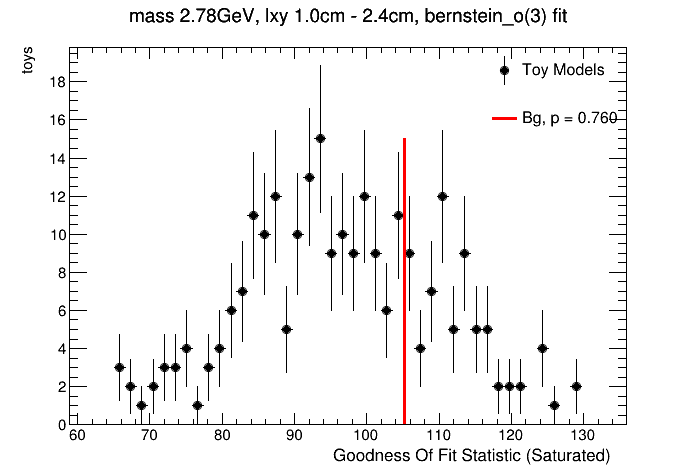 mass 2.78GeV, lxy 1.0cm - 2.4cm, bernstein_o(3) fit
toys
Toy Models
Bg, p = 0.760
18
16
14
12
10
8
6
4
2
0
60 70 80 90 100 110 120 130
Goodness Of Fit Statistic (Saturated)